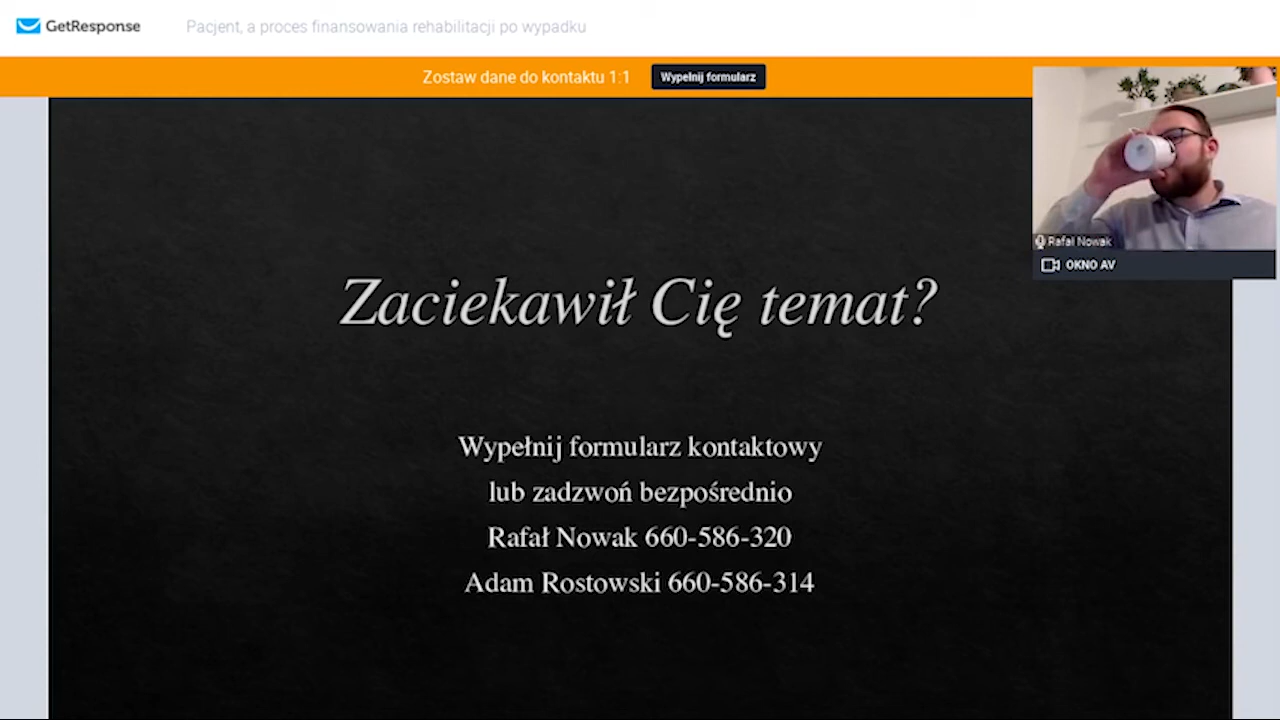 GetResponse
Pacjent, a proces finansowania rehabilitacji po wypadku
Zostaw dane do kontaktu 1:1
Wypełnij formularz
Rafał Nowak
OKNO AV
Zaciekawił Cię temat?
Wypełnij formularz kontaktowy
lub zadzwoń bezpośrednio
Rafał Nowak 660-586-320
Adam Rostowski 660-586-314